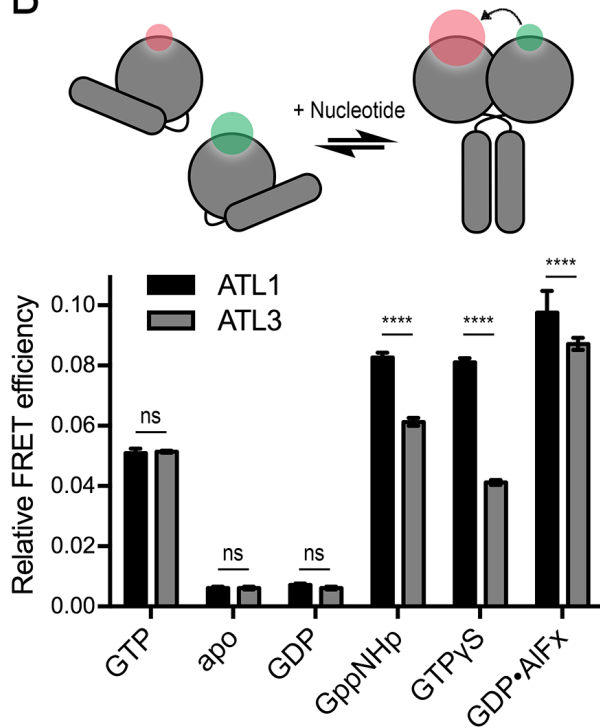 B
+ Nucleotide
ATL1
ATL3
Relative FRET efficiency
0.10
0.08
0.06
0.04
0.02
0.00
ns
ns
ns
****
****
****
GTP
apo
GDP
GppNHp
GTPγS
GDP•AlFx